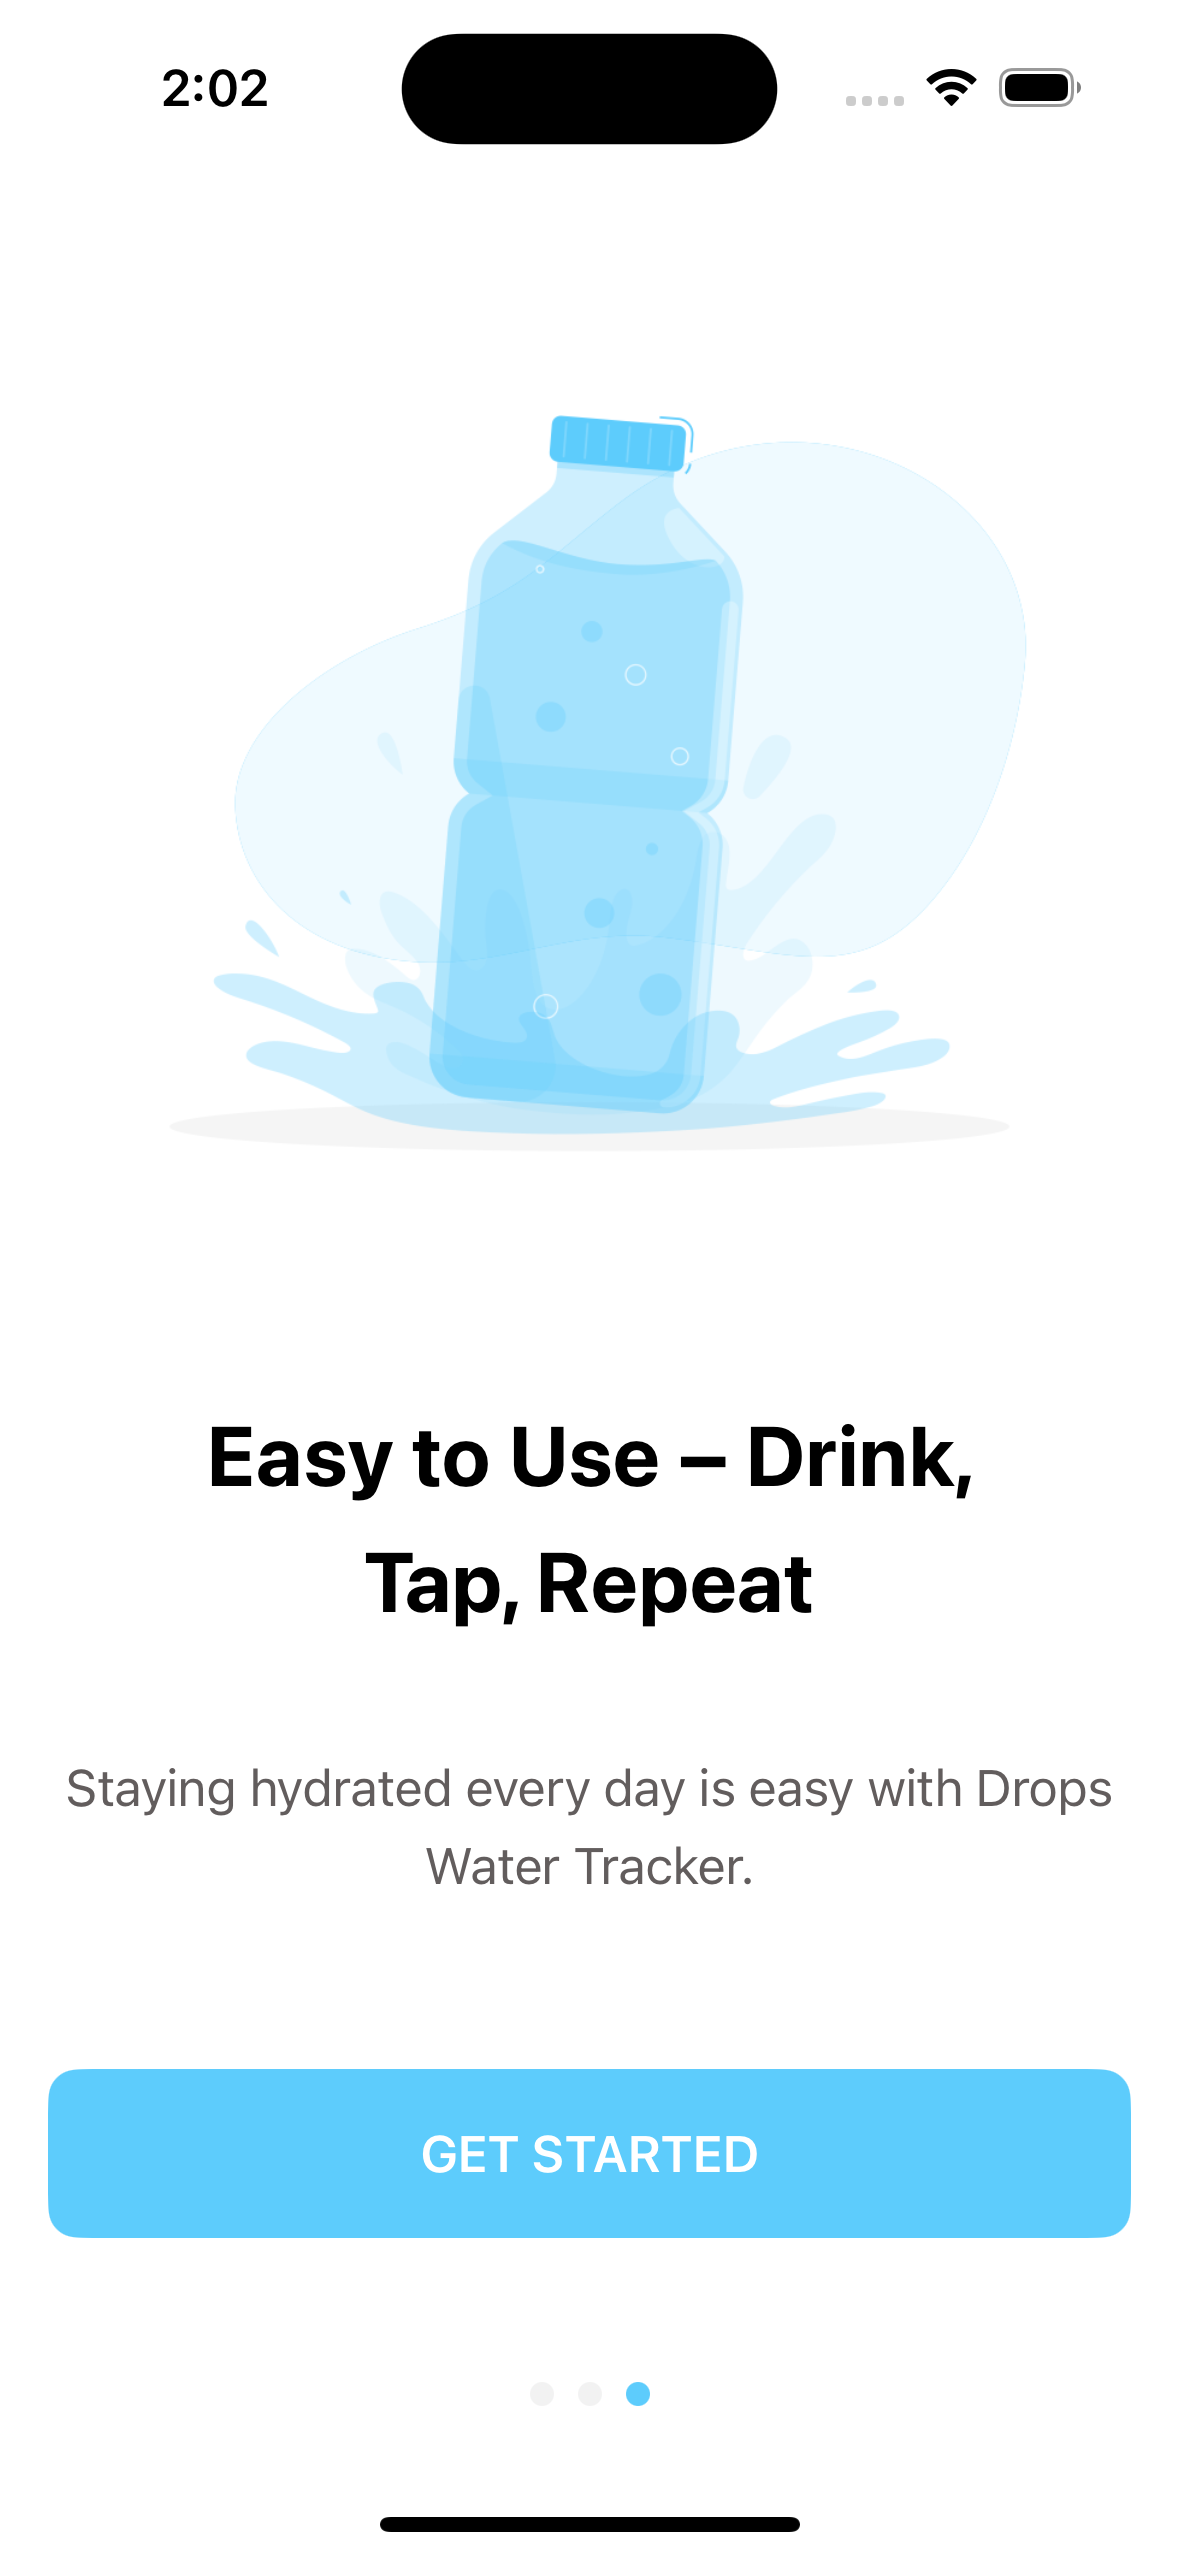 2:02
Easy to Use – Drink,
Tap, Repeat
Staying hydrated every day is easy with Drops
Water Tracker.
GET STARTED